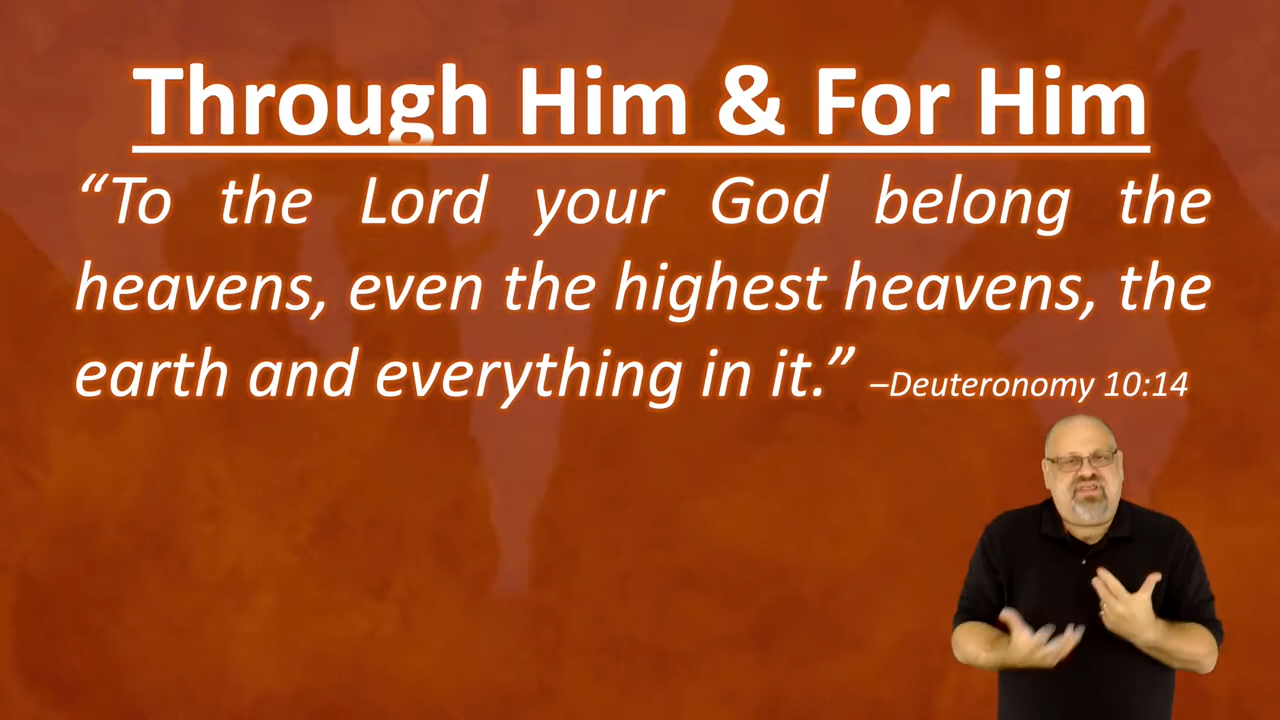 Through Him & For Him
“To the Lord your God belong the
heavens, even the highest heavens, the
earth and everything in it.” –Deuteronomy 10:14